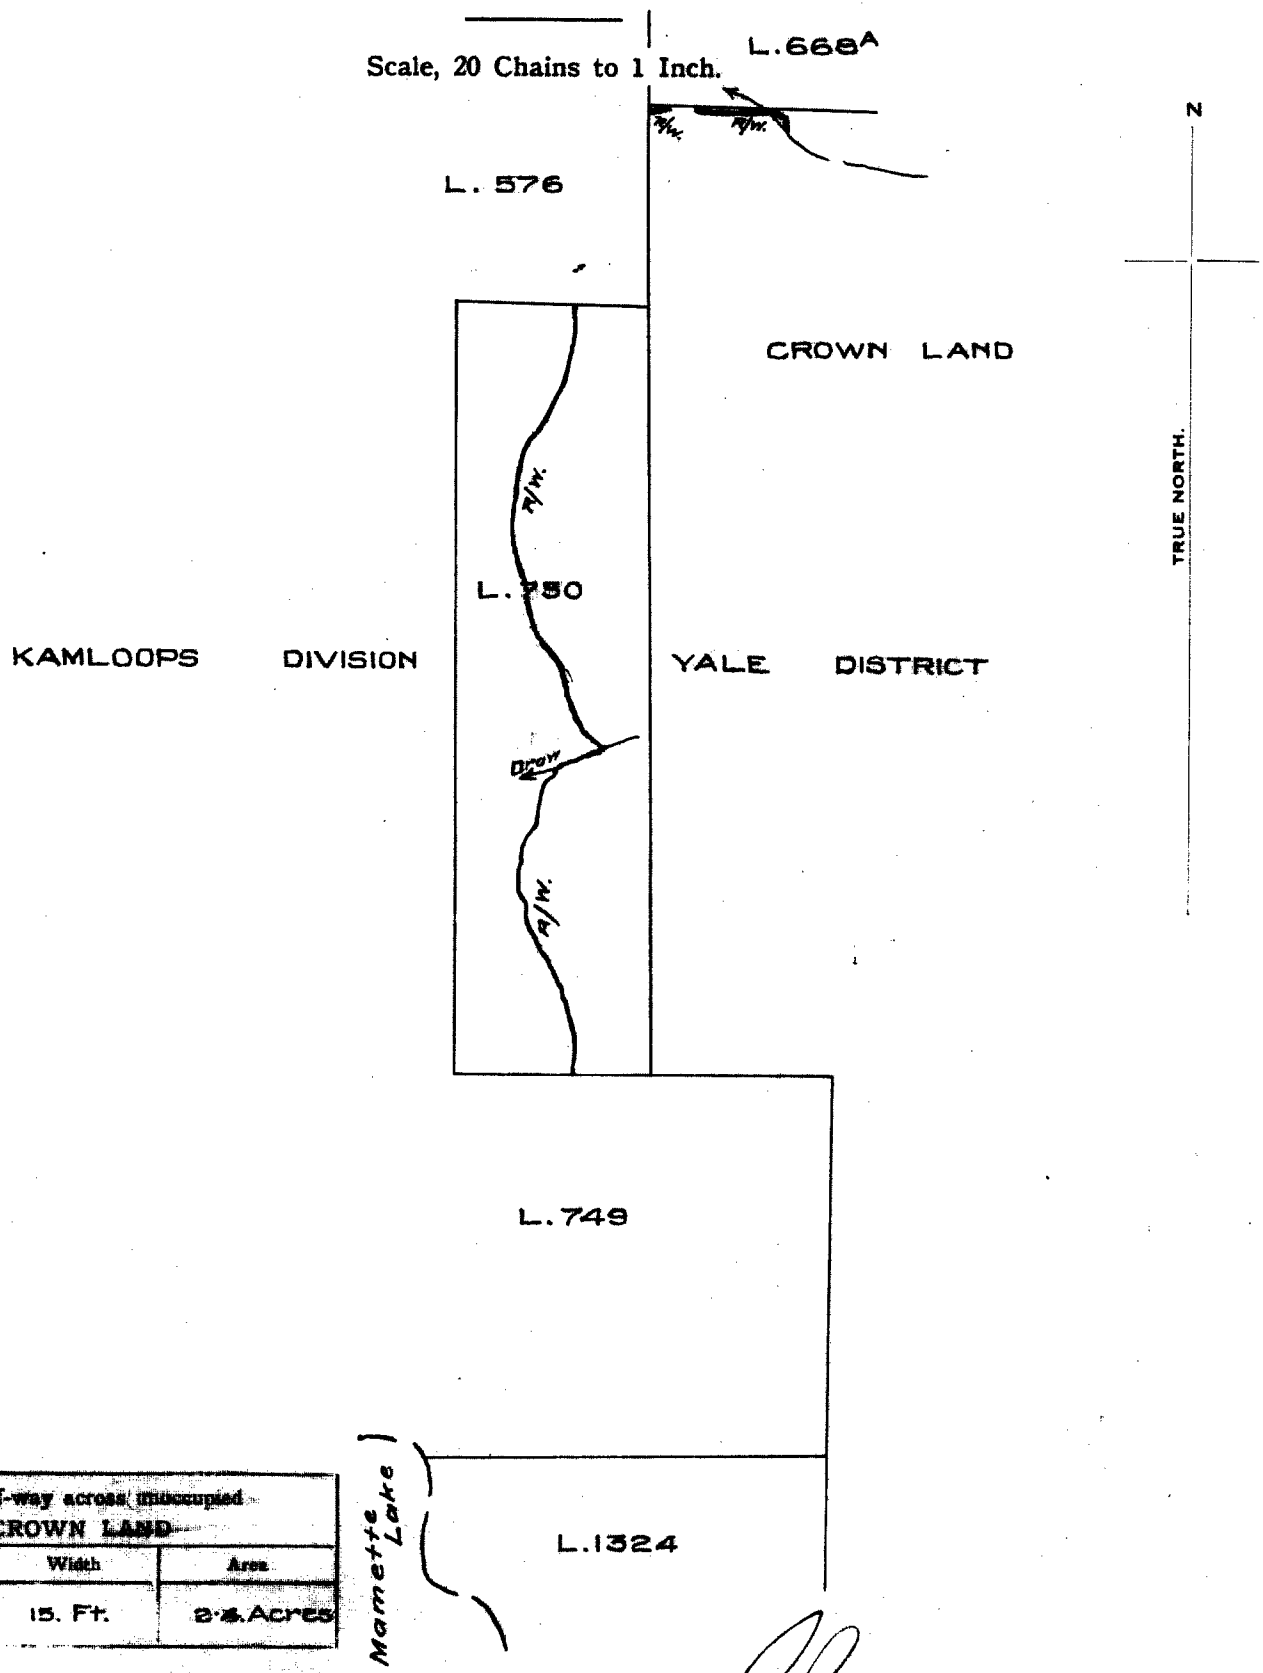 L.668A
Scale, 20 Chains to 1 Inch.
R/W.
R/W.
N
L. 576
CROWN LAND
TRUE NORTH.
R/W.
L.750
KAMLOOPS DIVISION
YALE DISTRICT
Draw
R/W.
L.749
Mamette
Lake
L.1324
f-way across unoccupied
CROWN LAND
Width
Area
15. Ft.
Acres